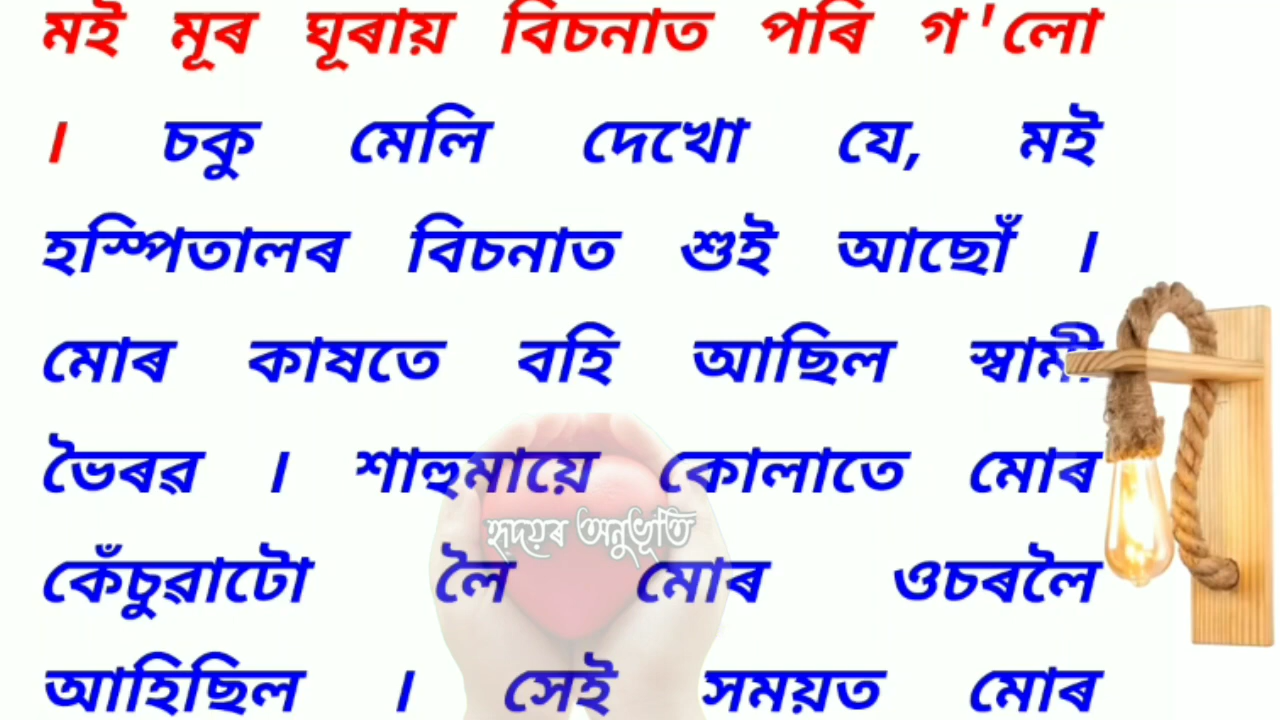 মই মূৰ ঘূৰায় বিচনাত পৰি গ'লো
। চকু মেলি দেখো যে, মই
হস্পিতালৰ বিচনাত শুই আছোঁ ।
মোৰ কাষতে বহি আছিল স্বামী
ভৈৰৱ । শাহুমায়ে কোলাতে মোৰ
হৃদয়ৰ অনুভূতি
কেঁচুৱাটো লৈ মোৰ ওচৰলৈ
আহিছিল । সেই সময়ত মোৰ